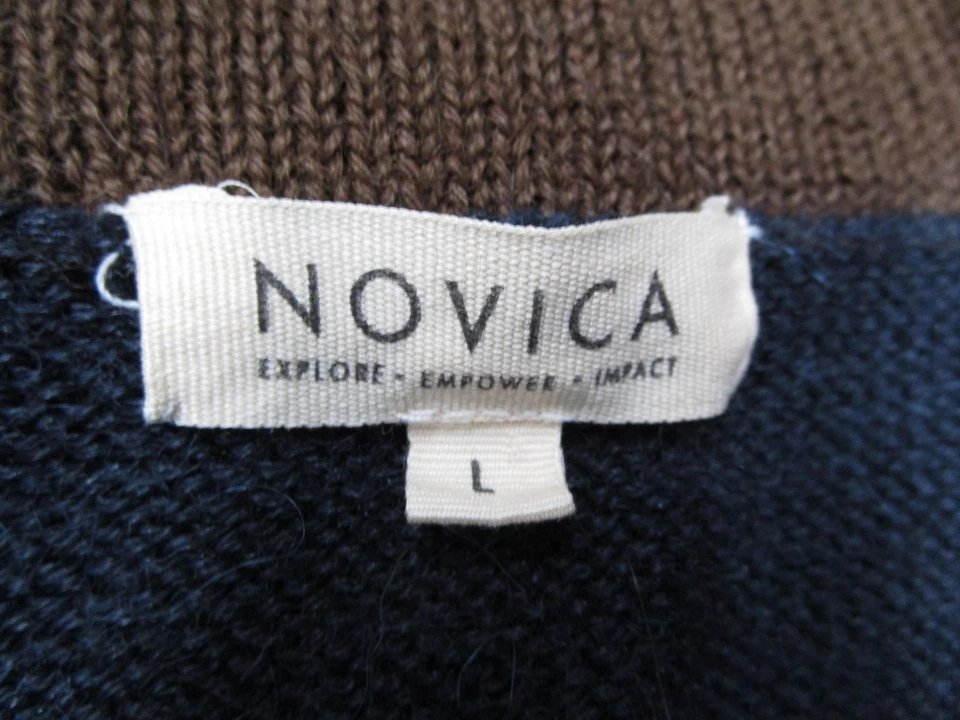 NOVICA
EXPLORE • EMPOWER • IMPACT
L